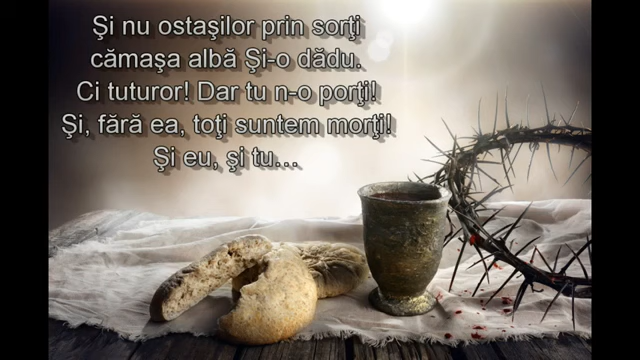 Şi nu ostaşilor prin sorţi
cămaşa albă Şi-o dădu.
Ci tuturor! Dar tu n-o porţi!
Şi, fără ea, toţi suntem morţi!
Şi eu, şi tu...